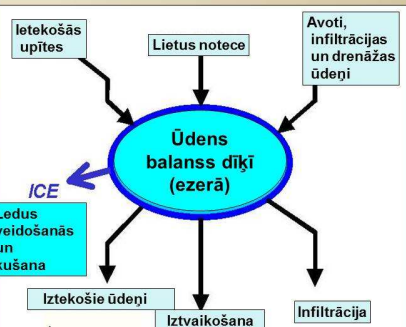 Ietekošās
upītes
Lietus notece
Avoti,
infiltrācijas
un drenāžas
ūdeņi
Ūdens
balanss dīķī
(ezerā)
ICE
Ledus
veidošanās
un
kušana
Iztekošie ūdeņi
Iztvaikošana
Infiltrācija